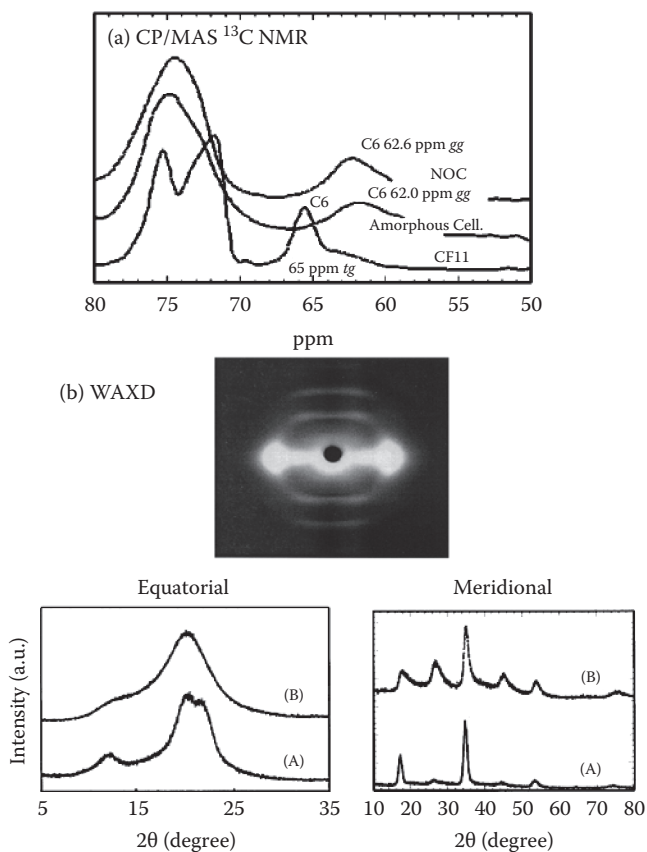 (a) CP/MAS ¹³C NMR
C6 62.6 ppm gg
NOC
C6 62.0 ppm gg
C6
Amorphous Cell.
65 ppm tg
CF11
80 75 70 65 60 55 50
ppm
(b) WAXD
Equatorial
Meridional
Intensity (a.u.)
(B)
(A)
5 15 25 35
2θ (degree)
(B)
(A)
10 20 30 40 50 60 70 80
2θ (degree)